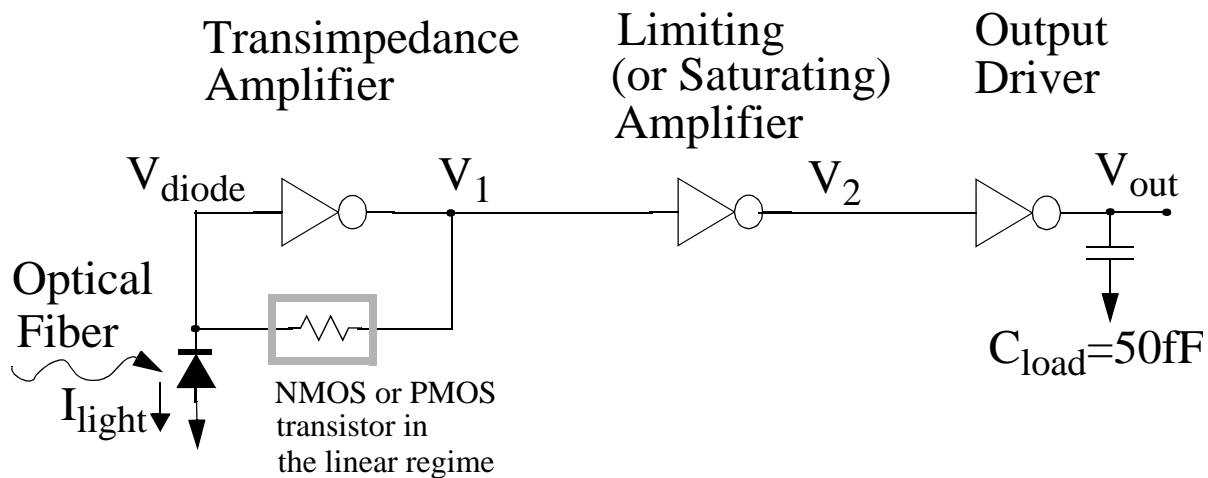 Transimpedance
Amplifier
Limiting
(or Saturating)
Amplifier
Output
Driver
V_diode
V_1
V_2
V_out
Optical
Fiber
I_light
NMOS or PMOS
transistor in
the linear regime
C_load=50fF